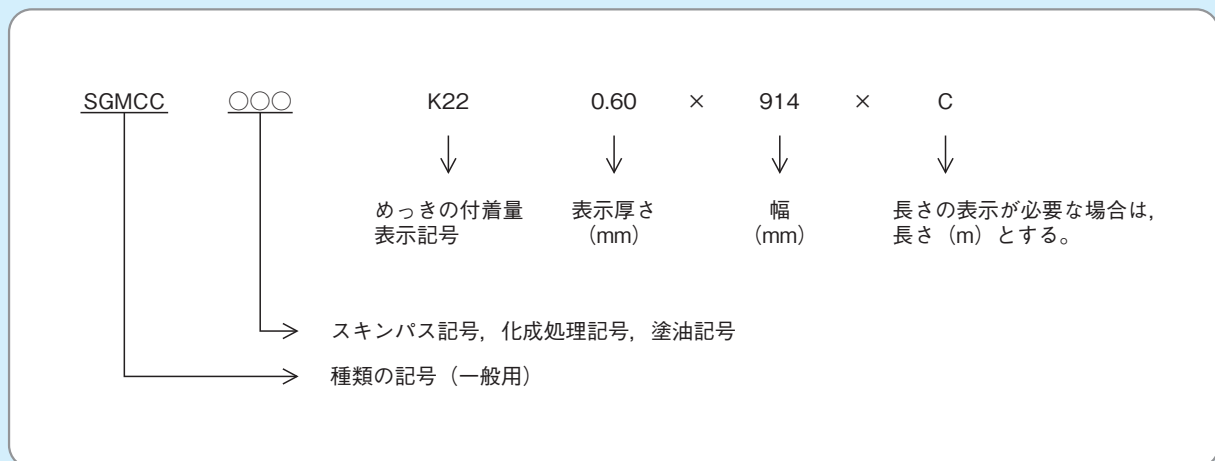 SGMCC ○○○ K22 0.60 × 914 × C
めっきの付着量
表示記号
表示厚さ
（mm）
幅
（mm）
長さの表示が必要な場合は，
長さ（m）とする。
スキンパス記号，化成処理記号，塗油記号
種類の記号（一般用）